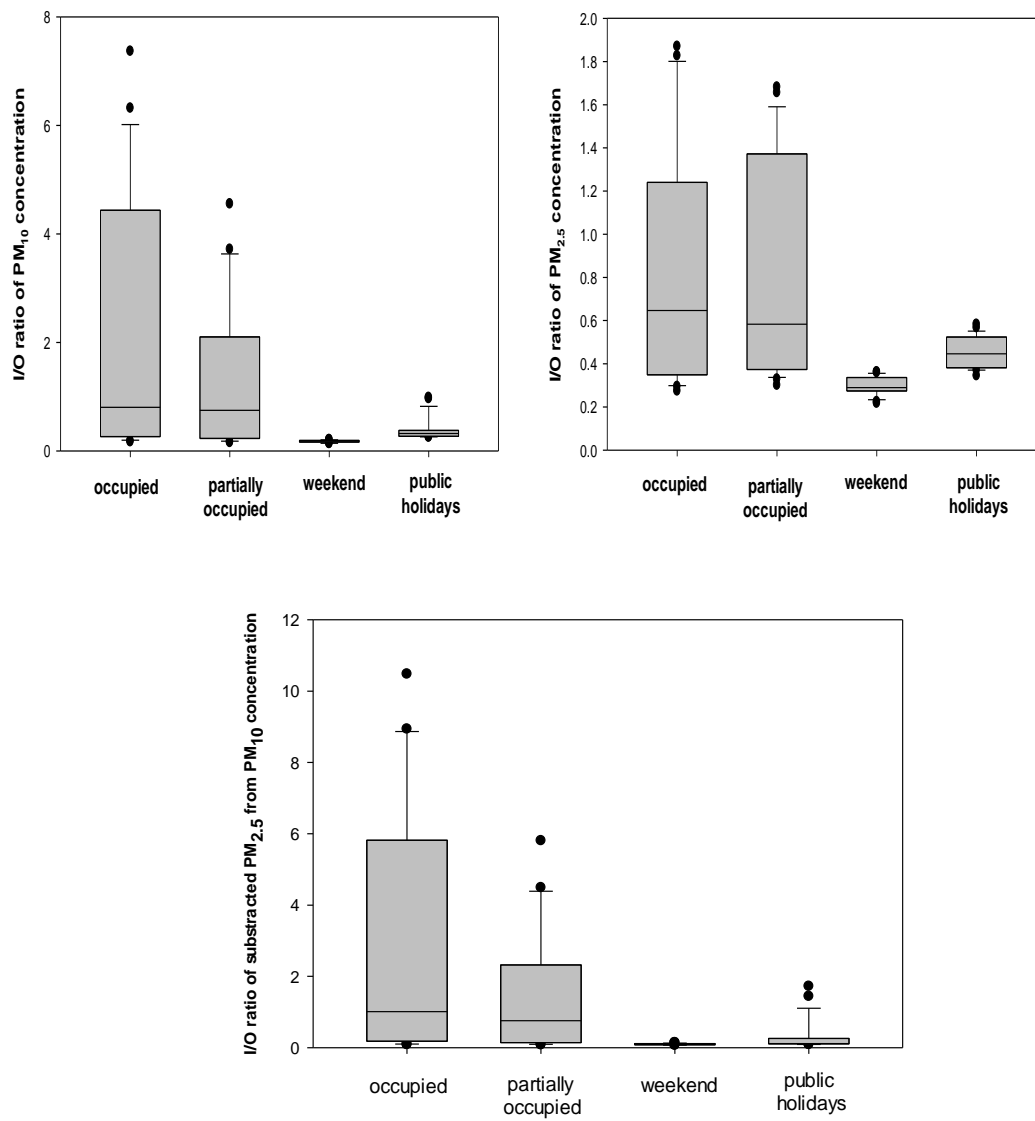 I/O ratio of PM10 concentration
8
6
4
2
0
occupied
partially
occupied
weekend
public
holidays
I/O ratio of PM2.5 concentration
2.0
1.8
1.6
1.4
1.2
1.0
0.8
0.6
0.4
0.2
0.0
occupied
partially
occupied
weekend
public
holidays
I/O ratio of substracted PM2.5 from PM10 concentration
12
10
8
6
4
2
0
occupied
partially
occupied
weekend
public
holidays